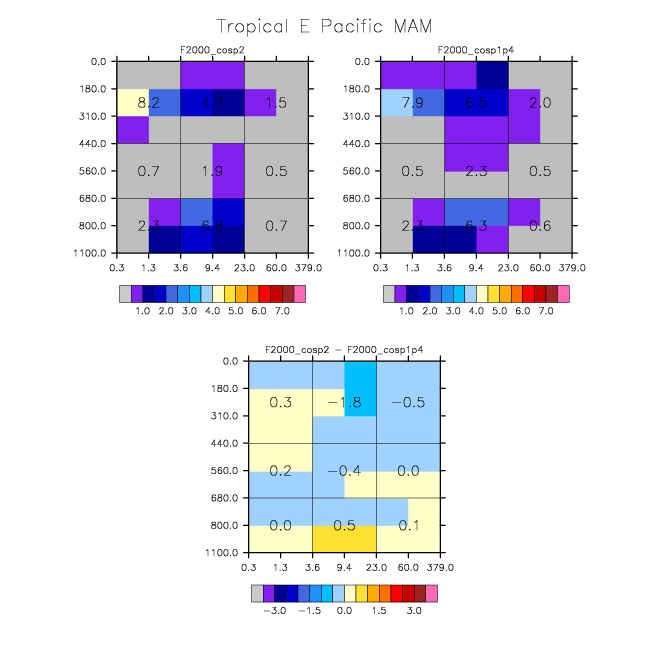 Tropical E Pacific MAM
F2000_cosp2 F2000_cosp1p4
0.0 0.0
180.0 180.0
8.2 4.7 1.5 7.9 6.5 2.0
310.0 310.0
440.0 440.0
0.7 1.9 0.5 0.5 2.3 0.5
560.0 560.0
680.0 680.0
2.3 6.8 0.7 2.3 6.3 0.6
800.0 800.0
1100.0 1100.0
0.3 1.3 3.6 9.4 23.0 60.0 379.0 0.3 1.3 3.6 9.4 23.0 60.0 379.0
1.0 2.0 3.0 4.0 5.0 6.0 7.0 1.0 2.0 3.0 4.0 5.0 6.0 7.0
F2000_cosp2 − F2000_cosp1p4
0.0
180.0
0.3 −1.8 −0.5
310.0
440.0
0.2 −0.4 0.0
560.0
680.0
0.0 0.5 0.1
800.0
1100.0
0.3 1.3 3.6 9.4 23.0 60.0 379.0
−3.0 −1.5 0.0 1.5 3.0